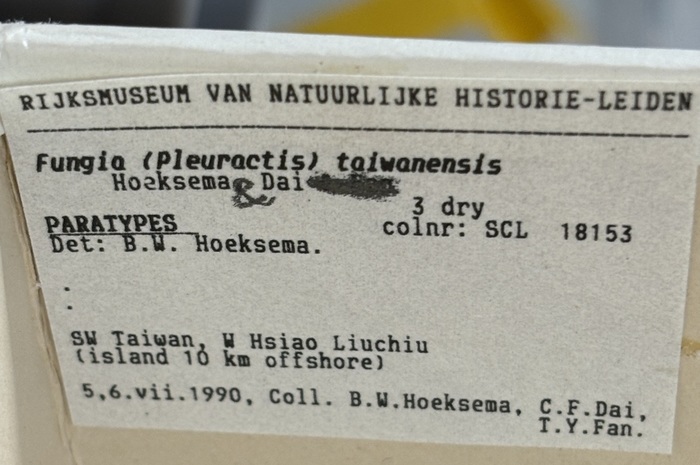 RIJKSMUSEUM VAN NATUURLIJKE HISTORIE-LEIDEN
Fungia (Pleuractis) taiwanensis
Hoeksema & Dai
3 dry
PARATYPES
colnr: SCL 18153
Det: B.W. Hoeksema.
:
SW Taiwan, W Hsiao Liuchiu
(island 10 km offshore)
5,6.vii.1990, Coll. B.W.Hoeksema, C.F.Dai,
T.Y.Fan.